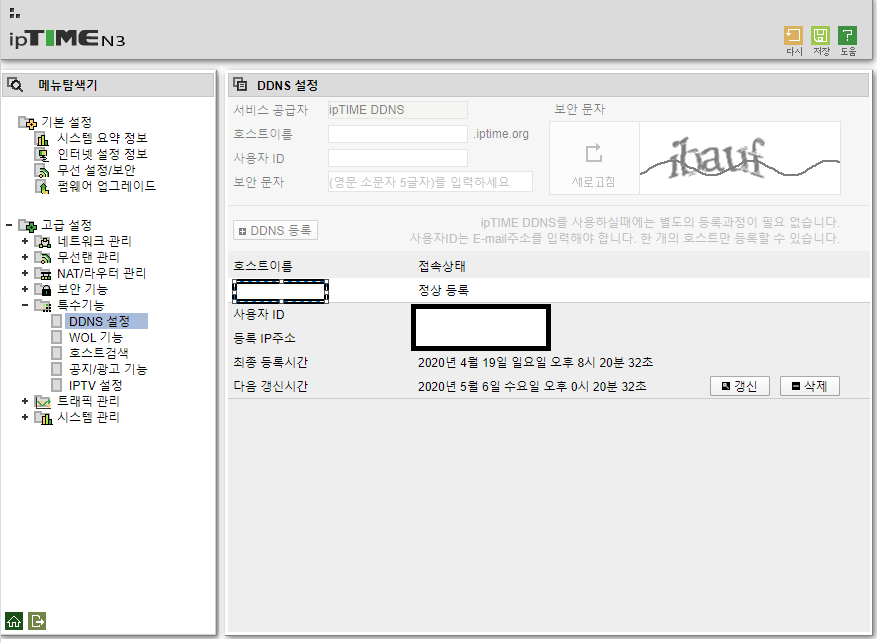 ipTIME N3
다시 저장 도움
메뉴탐색기
기본 설정
시스템 요약 정보
인터넷 설정 정보
무선 설정/보안
펌웨어 업그레이드
고급 설정
네트워크 관리
무선랜 관리
NAT/라우터 관리
보안 기능
특수기능
DDNS 설정
WOL 기능
호스트검색
공지/광고 기능
IPTV 설정
트래픽 관리
시스템 관리
DDNS 설정
서비스 공급자 ipTIME DDNS
호스트이름 .iptime.org
사용자 ID
보안 문자 (영문 소문자 5글자)를 입력하세요
보안 문자
새로고침
ibauf
DDNS 등록
ipTIME DDNS를 사용하실때에는 별도의 등록과정이 필요 없습니다.
사용자ID는 E-mail주소를 입력해야 합니다. 한 개의 호스트만 등록할 수 있습니다.
호스트이름 접속상태
정상 등록
사용자 ID
등록 IP주소
최종 등록시간 2020년 4월 19일 일요일 오후 8시 20분 32초
다음 갱신시간 2020년 5월 6일 수요일 오후 0시 20분 32초 갱신 삭제